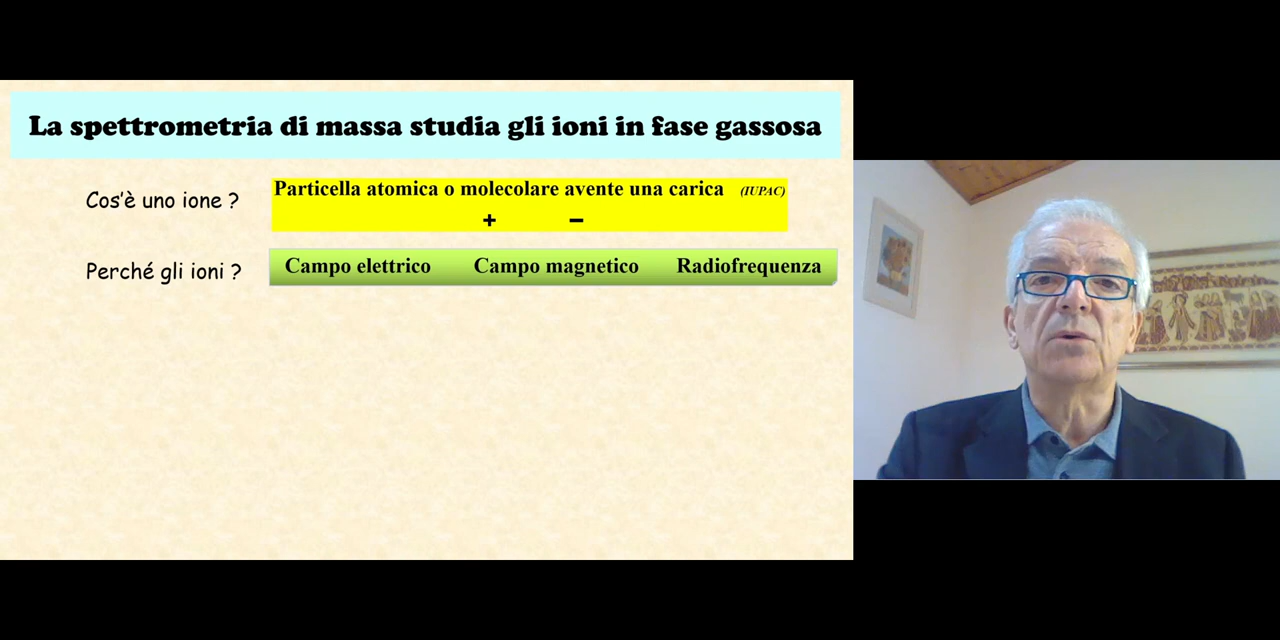 La spettrometria di massa studia gli ioni in fase gassosa
Cos'è uno ione ?
Particella atomica o molecolare avente una carica (IUPAC)
+ −
Perché gli ioni ?
Campo elettrico Campo magnetico Radiofrequenza